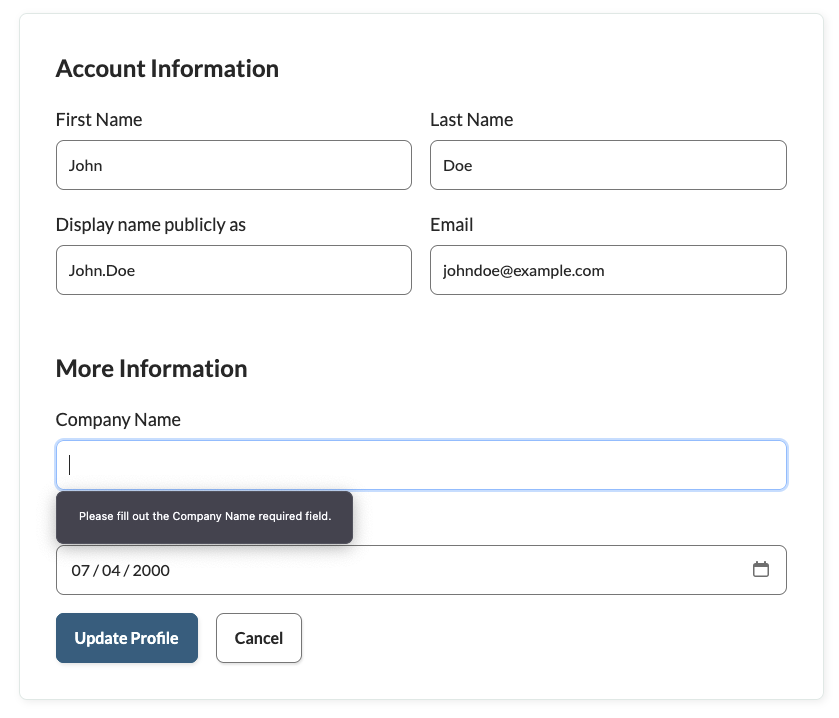 Account Information
First Name
Last Name
John
Doe
Display name publicly as
Email
John.Doe
johndoe@example.com
More Information
Company Name
Please fill out the Company Name required field.
07 / 04 / 2000
Update Profile
Cancel